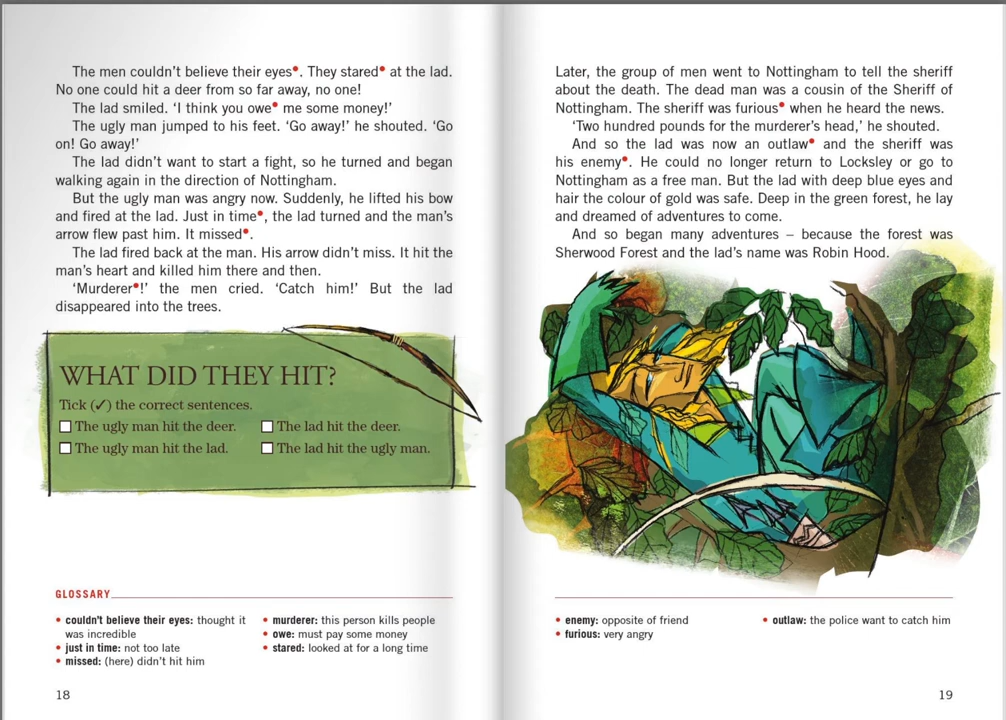 The men couldn't believe their eyes•. They stared• at the lad.
No one could hit a deer from so far away, no one!
The lad smiled. 'I think you owe• me some money!'
The ugly man jumped to his feet. 'Go away!' he shouted. 'Go
on! Go away!'
The lad didn't want to start a fight, so he turned and began
walking again in the direction of Nottingham.
But the ugly man was angry now. Suddenly, he lifted his bow
and fired at the lad. Just in time•, the lad turned and the man's
arrow flew past him. It missed•.
The lad fired back at the man. His arrow didn't miss. It hit the
man's heart and killed him there and then.
'Murderer•!' the men cried. 'Catch him!' But the lad
disappeared into the trees.
WHAT DID THEY HIT?
Tick (✓) the correct sentences.
☐ The ugly man hit the deer. ☐ The lad hit the deer.
☐ The ugly man hit the lad. ☐ The lad hit the ugly man.
GLOSSARY
• couldn't believe their eyes: thought it
was incredible
• just in time: not too late
• missed: (here) didn't hit him
• murderer: this person kills people
• owe: must pay some money
• stared: looked at for a long time
18
Later, the group of men went to Nottingham to tell the sheriff
about the death. The dead man was a cousin of the Sheriff of
Nottingham. The sheriff was furious• when he heard the news.
'Two hundred pounds for the murderer's head,' he shouted.
And so the lad was now an outlaw• and the sheriff was
his enemy•. He could no longer return to Locksley or go to
Nottingham as a free man. But the lad with deep blue eyes and
hair the colour of gold was safe. Deep in the green forest, he lay
and dreamed of adventures to come.
And so began many adventures – because the forest was
Sherwood Forest and the lad's name was Robin Hood.
• enemy: opposite of friend
• furious: very angry
• outlaw: the police want to catch him
19